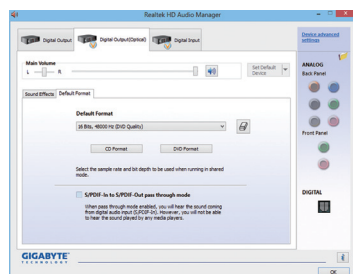 Realtek HD Audio Manager
Digital Output
Digital Output(Optical)
Digital Input
Device advanced settings
Main Volume
L
R
Set Default Device
ANALOG
Back Panel
Sound Effects
Default Format
Default Format
16 Bits, 48000 Hz (DVD Quality)
CD Format
DVD Format
Front Panel
Select the sample rate and bit depth to be used when running in shared
mode.
S/PDIF-In to S/PDIF-Out pass through mode
When pass through mode enabled, you will hear the sound coming
from digital audio input (S/PDIF-In). However, you will not be able
to hear the sound played by any media players.
DIGITAL
GIGABYTE
TECHNOLOGY
OK